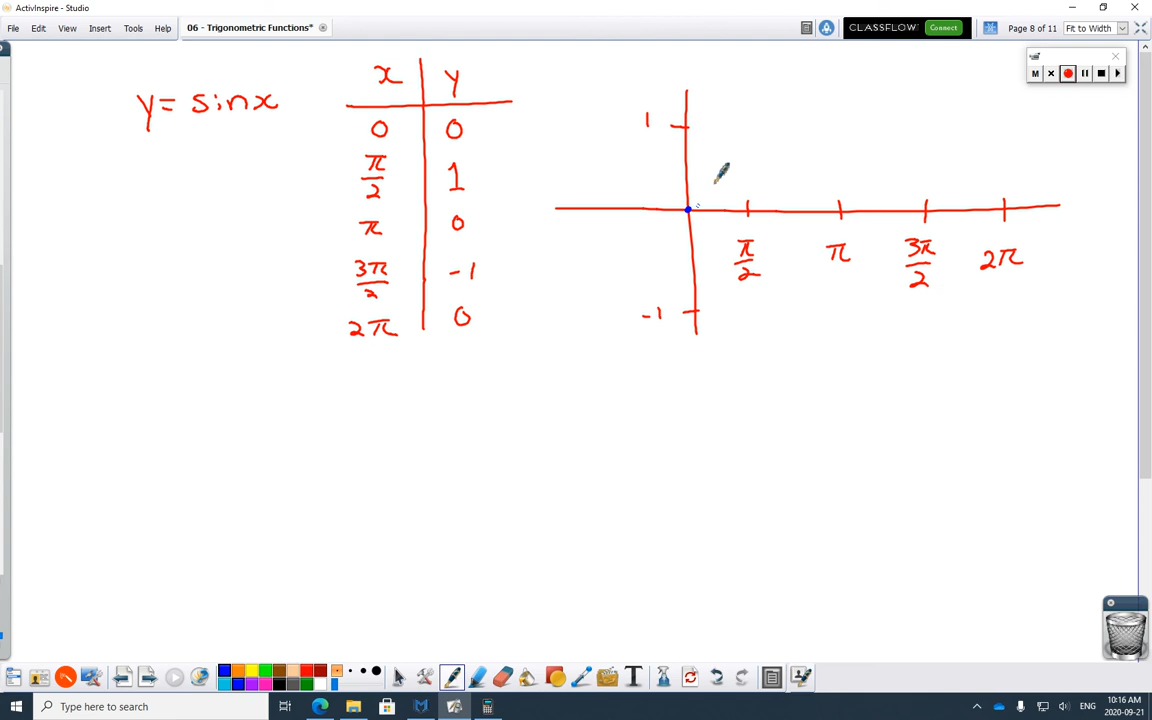 ActivInspire - Studio
File Edit View Insert Tools Help
06 - Trigonometric Functions*
CLASSFLOW Connect
Page 8 of 11 Fit to Width
M
y = sinx
x y
0 0
π/2 1
π 0
3π/2 -1
2π 0
1
-1
π/2 π 3π/2 2π
Type here to search
ENG
10:16 AM
2020-09-21